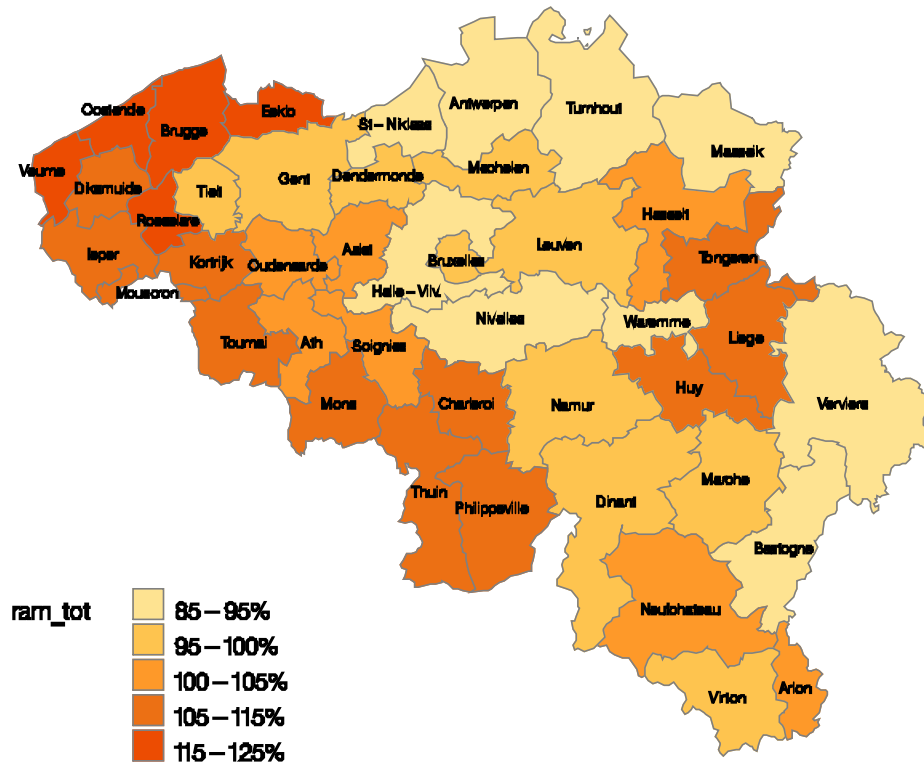 Antwerpen
Turnhout
Oostende
Eeklo
St-Niklaas
Brugge
Maaseik
Veurne
Mechelen
Gent
Dendermonde
Diksmuide
Tielt
Roeselare
Hasselt
Leuven
Ieper
Aalst
Kortrijk
Oudenaarde
Bruxelles
Tongeren
Mouscron
Halle-Vilv.
Nivelles
Waremme
Tournai
Ath
Soignies
Liege
Huy
Mons
Charleroi
Namur
Verviers
Marche
Thuin
Dinant
Philippeville
Bastogne
Neufchateau
Arlon
Virton
ram_tot
85-95%
95-100%
100-105%
105-115%
115-125%